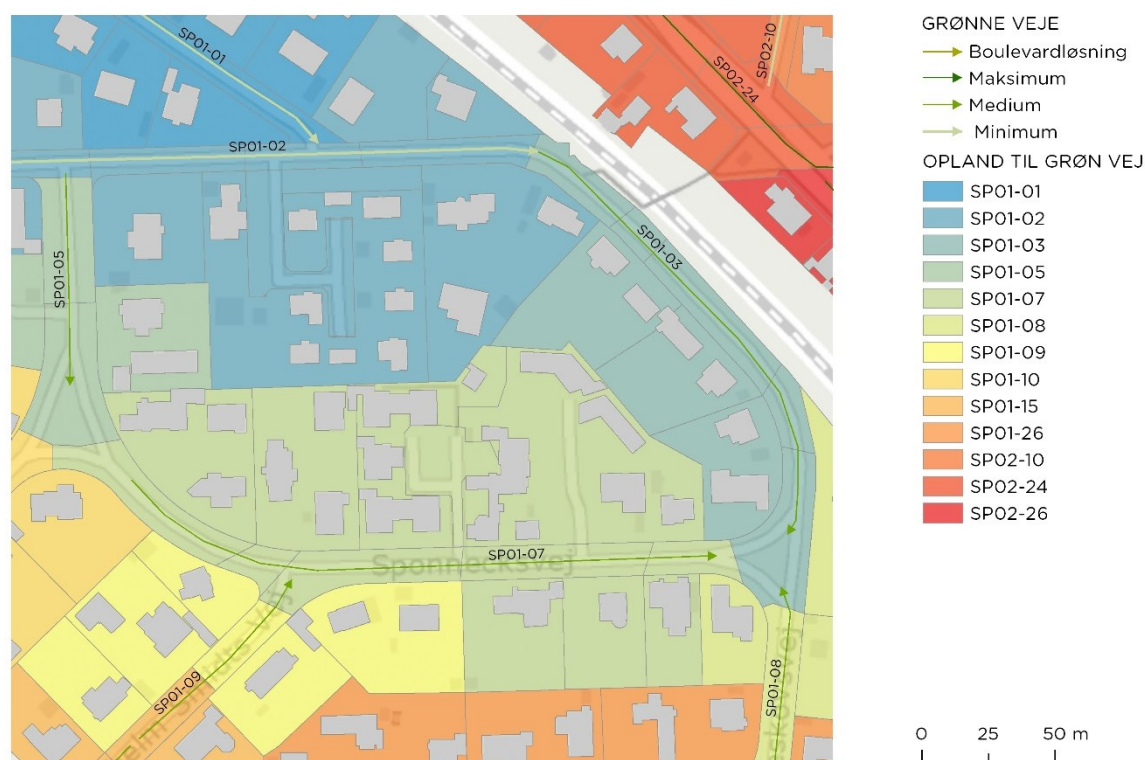 SP01-01
SP02-10
SP02-24
SP01-02
SP01-03
SP01-05
SP01-07
Sponnecksvej
SP01-09
SP01-08
GRØNNE VEJE
Boulevardløsning
Maksimum
Medium
Minimum
OPLAND TIL GRØN VEJ
SP01-01
SP01-02
SP01-03
SP01-05
SP01-07
SP01-08
SP01-09
SP01-10
SP01-15
SP01-26
SP02-10
SP02-24
SP02-26
0 25 50 m